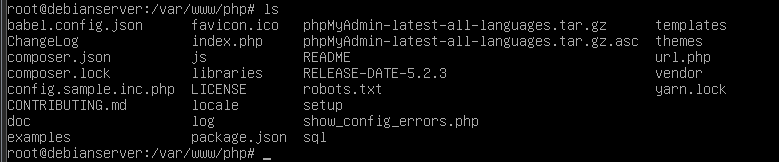 root@debianserver:/var/www/php# ls
babel.config.json favicon.ico phpMyAdmin-latest-all-languages.tar.gz templates
ChangeLog index.php phpMyAdmin-latest-all-languages.tar.gz.asc themes
composer.json js README url.php
composer.lock libraries RELEASE-DATE-5.2.3 vendor
config.sample.inc.php LICENSE robots.txt yarn.lock
CONTRIBUTING.md locale setup
doc log show_config_errors.php
examples package.json sql
root@debianserver:/var/www/php# _